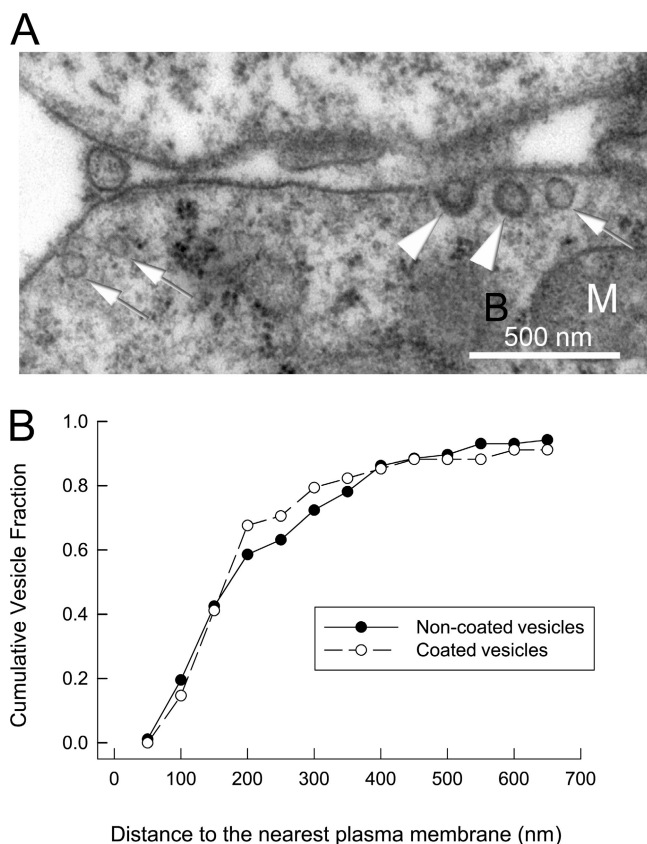 A
B
M
500 nm
B
1.0
0.8
0.6
0.4
0.2
0.0
Cumulative Vesicle Fraction
Non-coated vesicles
Coated vesicles
0 100 200 300 400 500 600 700
Distance to the nearest plasma membrane (nm)